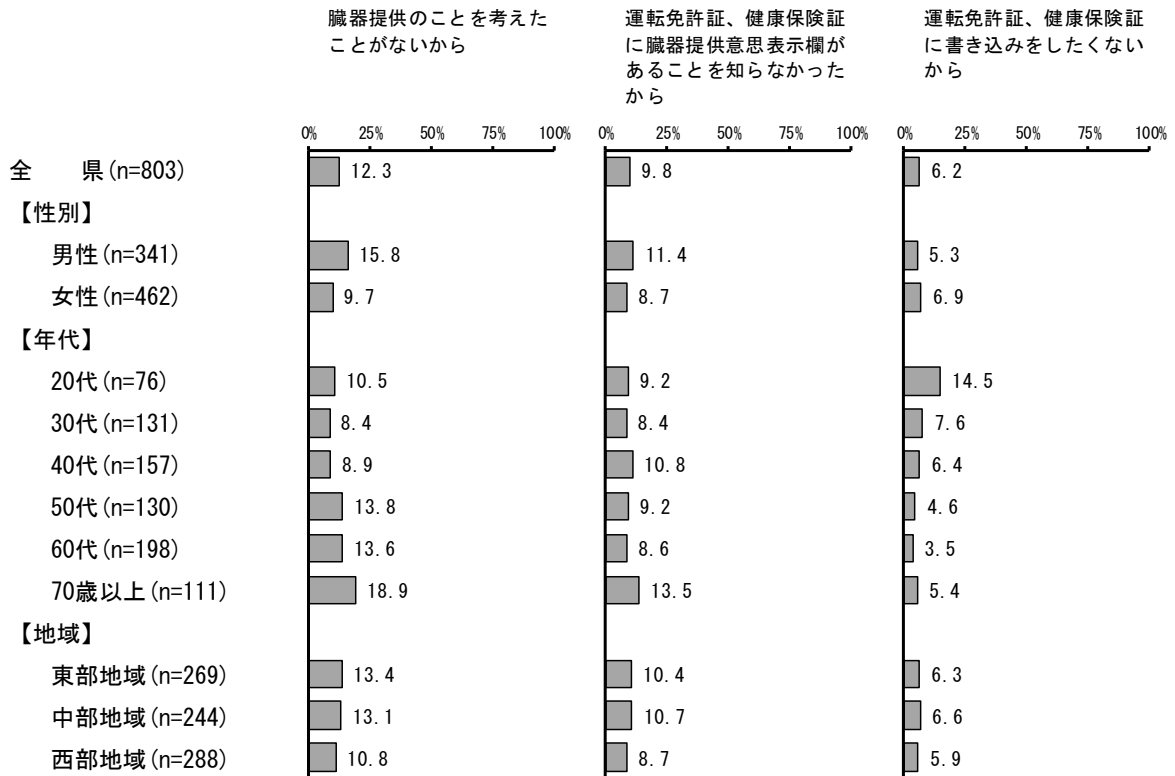 臓器提供のことを考えた
ことがないから
運転免許証、健康保険証
に臓器提供意思表示欄が
あることを知らなかった
から
運転免許証、健康保険証
に書き込みをしたくない
から
0% 25% 50% 75% 100% 0% 25% 50% 75% 100% 0% 25% 50% 75% 100%
全　　県(n=803) 12.3 9.8 6.2
【性別】
男性(n=341) 15.8 11.4 5.3
女性(n=462) 9.7 8.7 6.9
【年代】
20代(n=76) 10.5 9.2 14.5
30代(n=131) 8.4 8.4 7.6
40代(n=157) 8.9 10.8 6.4
50代(n=130) 13.8 9.2 4.6
60代(n=198) 13.6 8.6 3.5
70歳以上(n=111) 18.9 13.5 5.4
【地域】
東部地域(n=269) 13.4 10.4 6.3
中部地域(n=244) 13.1 10.7 6.6
西部地域(n=288) 10.8 8.7 5.9